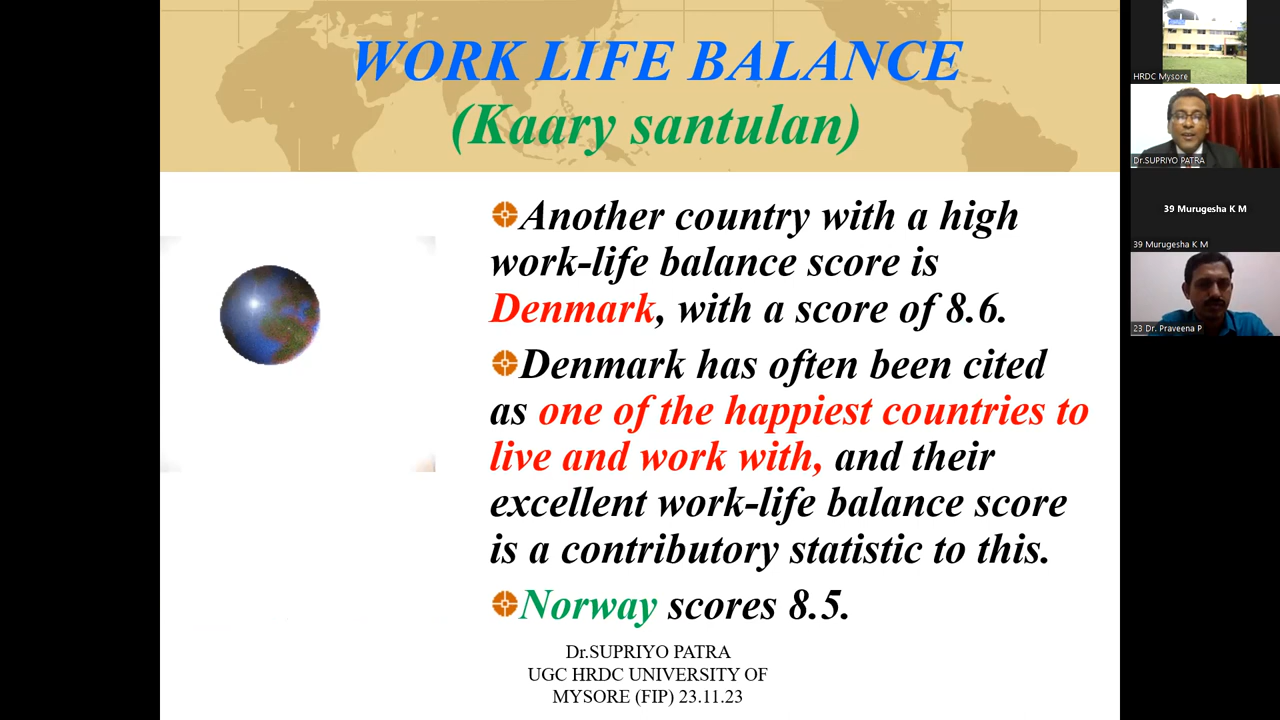 WORK LIFE BALANCE
(Kaary santulan)
Another country with a high
work-life balance score is
Denmark, with a score of 8.6.
Denmark has often been cited
as one of the happiest countries to
live and work with, and their
excellent work-life balance score
is a contributory statistic to this.
Norway scores 8.5.
Dr.SUPRIYO PATRA
UGC HRDC UNIVERSITY OF
MYSORE (FIP) 23.11.23
HRDC Mysore
Dr.SUPRIYO PATRA
39 Murugesha K M
39 Murugesha K M
23 Dr. Praveena P